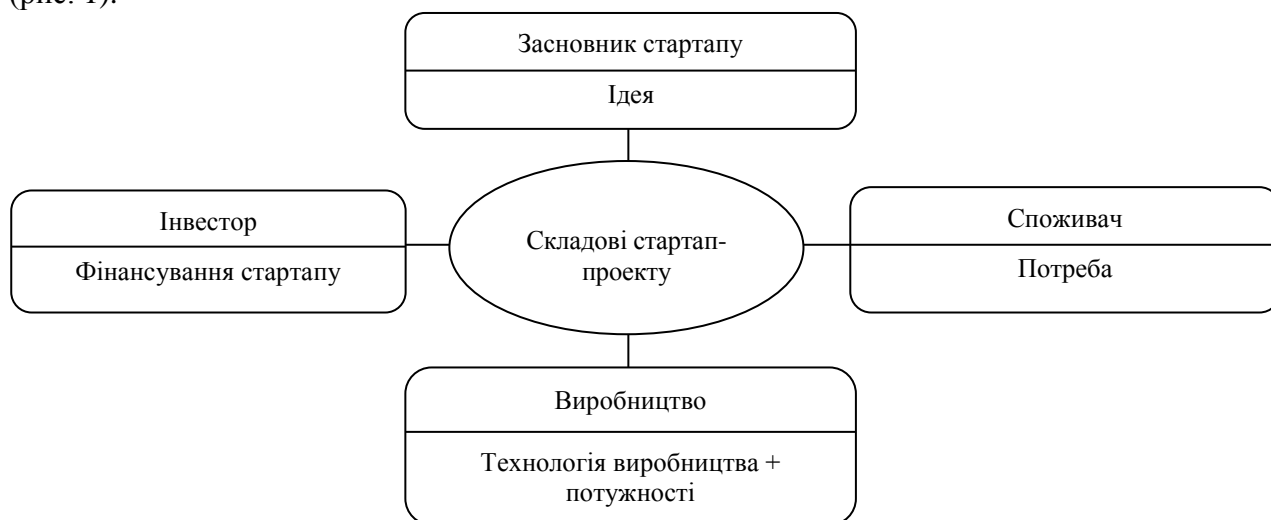 (рис. 1).
Засновник стартапу
Ідея
Інвестор
Фінансування стартапу
Складові стартап-
проекту
Споживач
Потреба
Виробництво
Технологія виробництва +
потужності